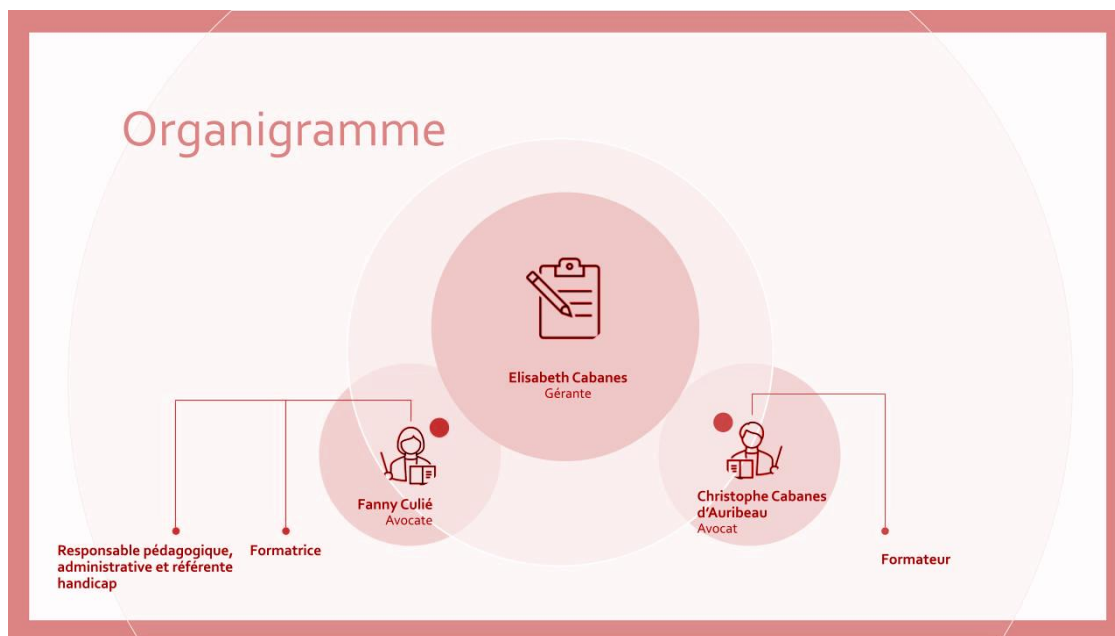 Organigramme
Elisabeth Cabanes
Gérante
Fanny Culié
Avocate
Christophe Cabanes
d'Auribeau
Avocat
Responsable pédagogique,
administrative et référente
handicap
Formatrice
Formateur